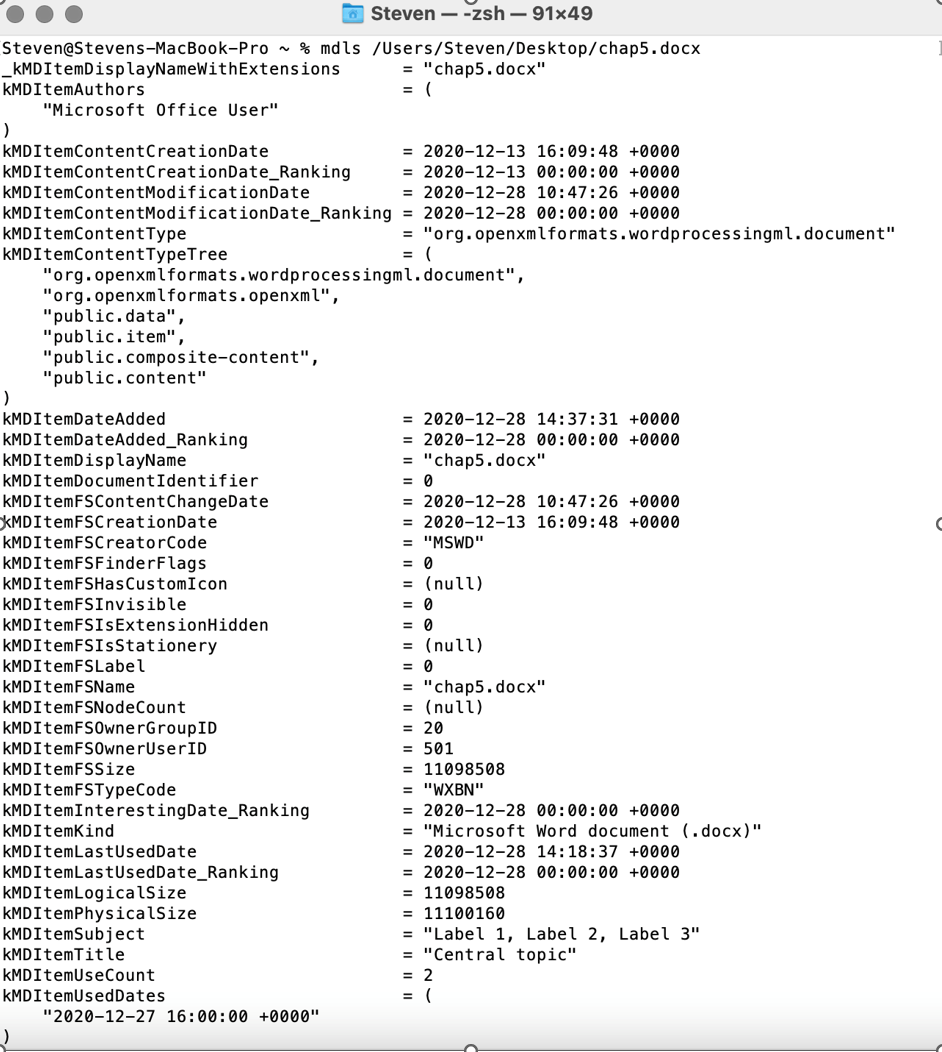 Steven — -zsh — 91×49
Steven@Stevens-MacBook-Pro ~ % mdls /Users/Steven/Desktop/chap5.docx
_kMDItemDisplayNameWithExtensions      = "chap5.docx"
kMDItemAuthors                         = (
    "Microsoft Office User"
)
kMDItemContentCreationDate             = 2020-12-13 16:09:48 +0000
kMDItemContentCreationDate_Ranking     = 2020-12-13 00:00:00 +0000
kMDItemContentModificationDate         = 2020-12-28 10:47:26 +0000
kMDItemContentModificationDate_Ranking = 2020-12-28 00:00:00 +0000
kMDItemContentType                     = "org.openxmlformats.wordprocessingml.document"
kMDItemContentTypeTree                 = (
    "org.openxmlformats.wordprocessingml.document",
    "org.openxmlformats.openxml",
    "public.data",
    "public.item",
    "public.composite-content",
    "public.content"
)
kMDItemDateAdded                       = 2020-12-28 14:37:31 +0000
kMDItemDateAdded_Ranking               = 2020-12-28 00:00:00 +0000
kMDItemDisplayName                     = "chap5.docx"
kMDItemDocumentIdentifier              = 0
kMDItemFSContentChangeDate             = 2020-12-28 10:47:26 +0000
kMDItemFSCreationDate                  = 2020-12-13 16:09:48 +0000
kMDItemFSCreatorCode                   = "MSWD"
kMDItemFSFinderFlags                   = 0
kMDItemFSHasCustomIcon                 = (null)
kMDItemFSInvisible                     = 0
kMDItemFSIsExtensionHidden             = 0
kMDItemFSIsStationery                  = (null)
kMDItemFSLabel                         = 0
kMDItemFSName                          = "chap5.docx"
kMDItemFSNodeCount                     = (null)
kMDItemFSOwnerGroupID                  = 20
kMDItemFSOwnerUserID                   = 501
kMDItemFSSize                          = 11098508
kMDItemFSTypeCode                      = "WXBN"
kMDItemInterestingDate_Ranking         = 2020-12-28 00:00:00 +0000
kMDItemKind                            = "Microsoft Word document (.docx)"
kMDItemLastUsedDate                    = 2020-12-28 14:18:37 +0000
kMDItemLastUsedDate_Ranking            = 2020-12-28 00:00:00 +0000
kMDItemLogicalSize                     = 11098508
kMDItemPhysicalSize                    = 11100160
kMDItemSubject                         = "Label 1, Label 2, Label 3"
kMDItemTitle                           = "Central topic"
kMDItemUseCount                        = 2
kMDItemUsedDates                       = (
    "2020-12-27 16:00:00 +0000"
)